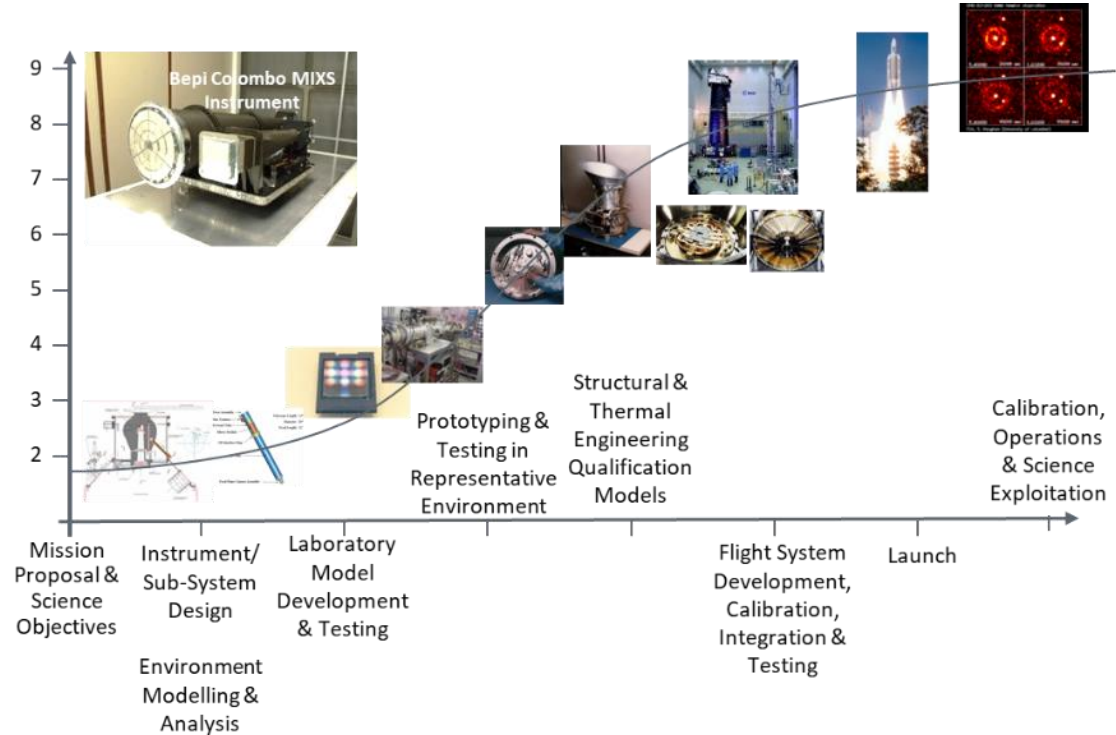 9
8
7
6
5
4
3
2
Bepi Colombo MIXS
Instrument
Mission
Proposal &
Science
Objectives
Instrument/
Sub-System
Design
Environment
Modelling &
Analysis
Laboratory
Model
Development
& Testing
Prototyping &
Testing in
Representative
Environment
Structural &
Thermal
Engineering
Qualification
Models
Flight System
Development,
Calibration,
Integration &
Testing
Launch
Calibration,
Operations
& Science
Exploitation